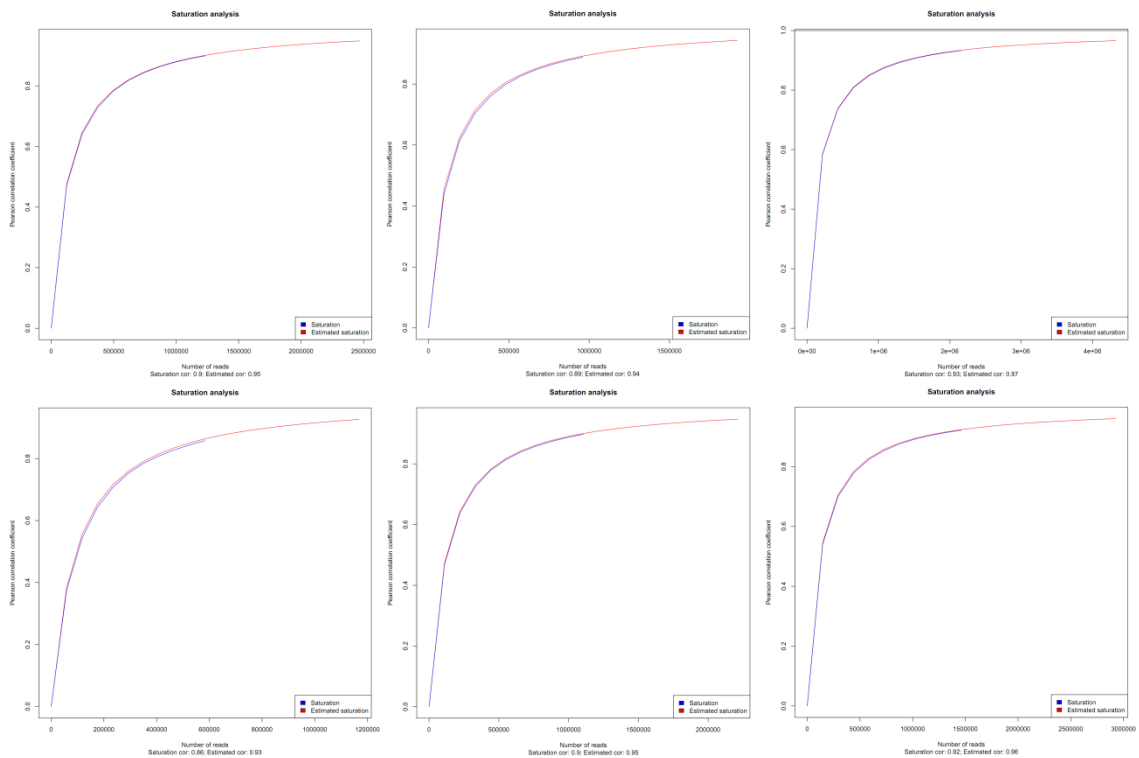 Saturation analysis
Pearson correlation coefficient
0.8
0.6
0.4
0.2
0.0
Saturation
Estimated saturation
0 500000 1000000 1500000 2000000 2500000
Number of reads
Saturation cor: 0.9; Estimated cor: 0.95
Saturation analysis
Pearson correlation coefficient
0.8
0.6
0.4
0.2
0.0
Saturation
Estimated saturation
0 500000 1000000 1500000
Number of reads
Saturation cor: 0.89; Estimated cor: 0.94
Saturation analysis
Pearson correlation coefficient
1.0
0.8
0.6
0.4
0.2
0.0
Saturation
Estimated saturation
0e+00 1e+06 2e+06 3e+06 4e+06
Number of reads
Saturation cor: 0.93; Estimated cor: 0.97
Saturation analysis
Pearson correlation coefficient
0.8
0.6
0.4
0.2
0.0
Saturation
Estimated saturation
0 200000 400000 600000 800000 1000000 1200000
Number of reads
Saturation cor: 0.86; Estimated cor: 0.93
Saturation analysis
Pearson correlation coefficient
0.8
0.6
0.4
0.2
0.0
Saturation
Estimated saturation
0 500000 1000000 1500000 2000000
Number of reads
Saturation cor: 0.9; Estimated cor: 0.95
Saturation analysis
Pearson correlation coefficient
0.8
0.6
0.4
0.2
0.0
Saturation
Estimated saturation
0 500000 1000000 1500000 2000000 2500000 3000000
Number of reads
Saturation cor: 0.92; Estimated cor: 0.96